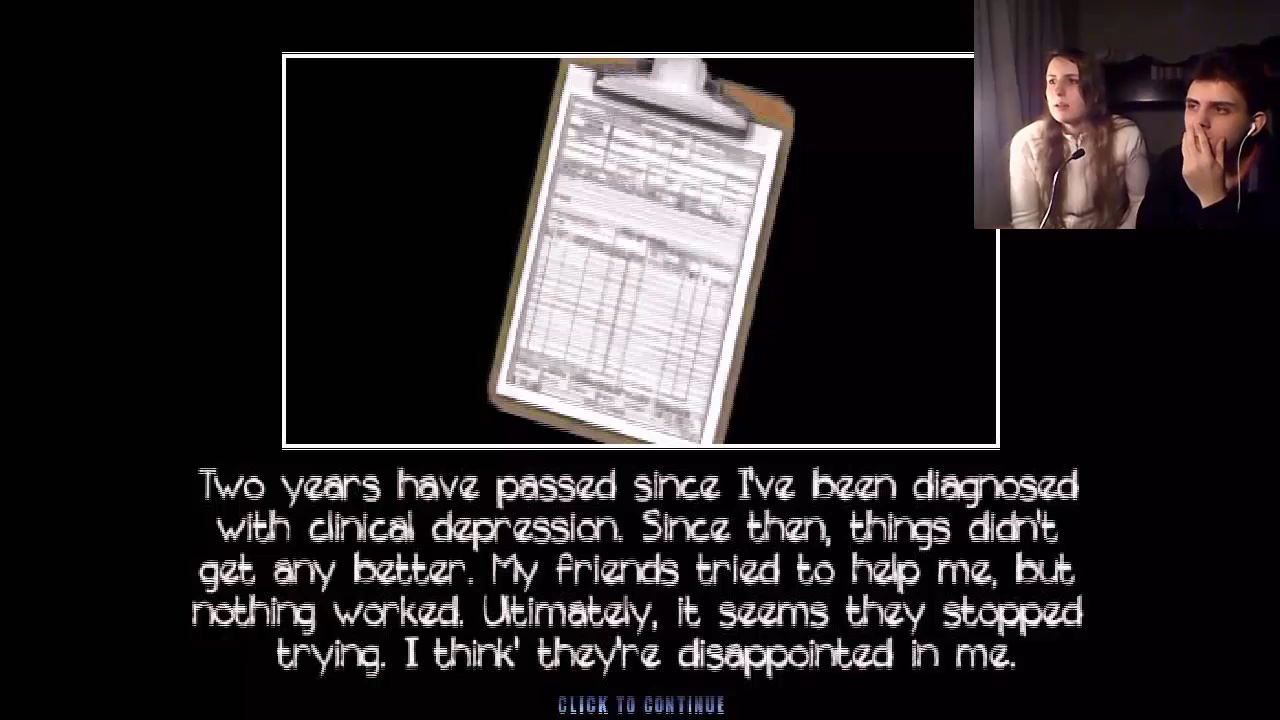 Two years have passed since I've been diagnosed
with clinical depression. Since then, things didn't
get any better. My friends tried to help me, but
nothing worked. Ultimately, it seems they stopped
trying. I think' they're disappointed in me.
CLICK TO CONTINUE